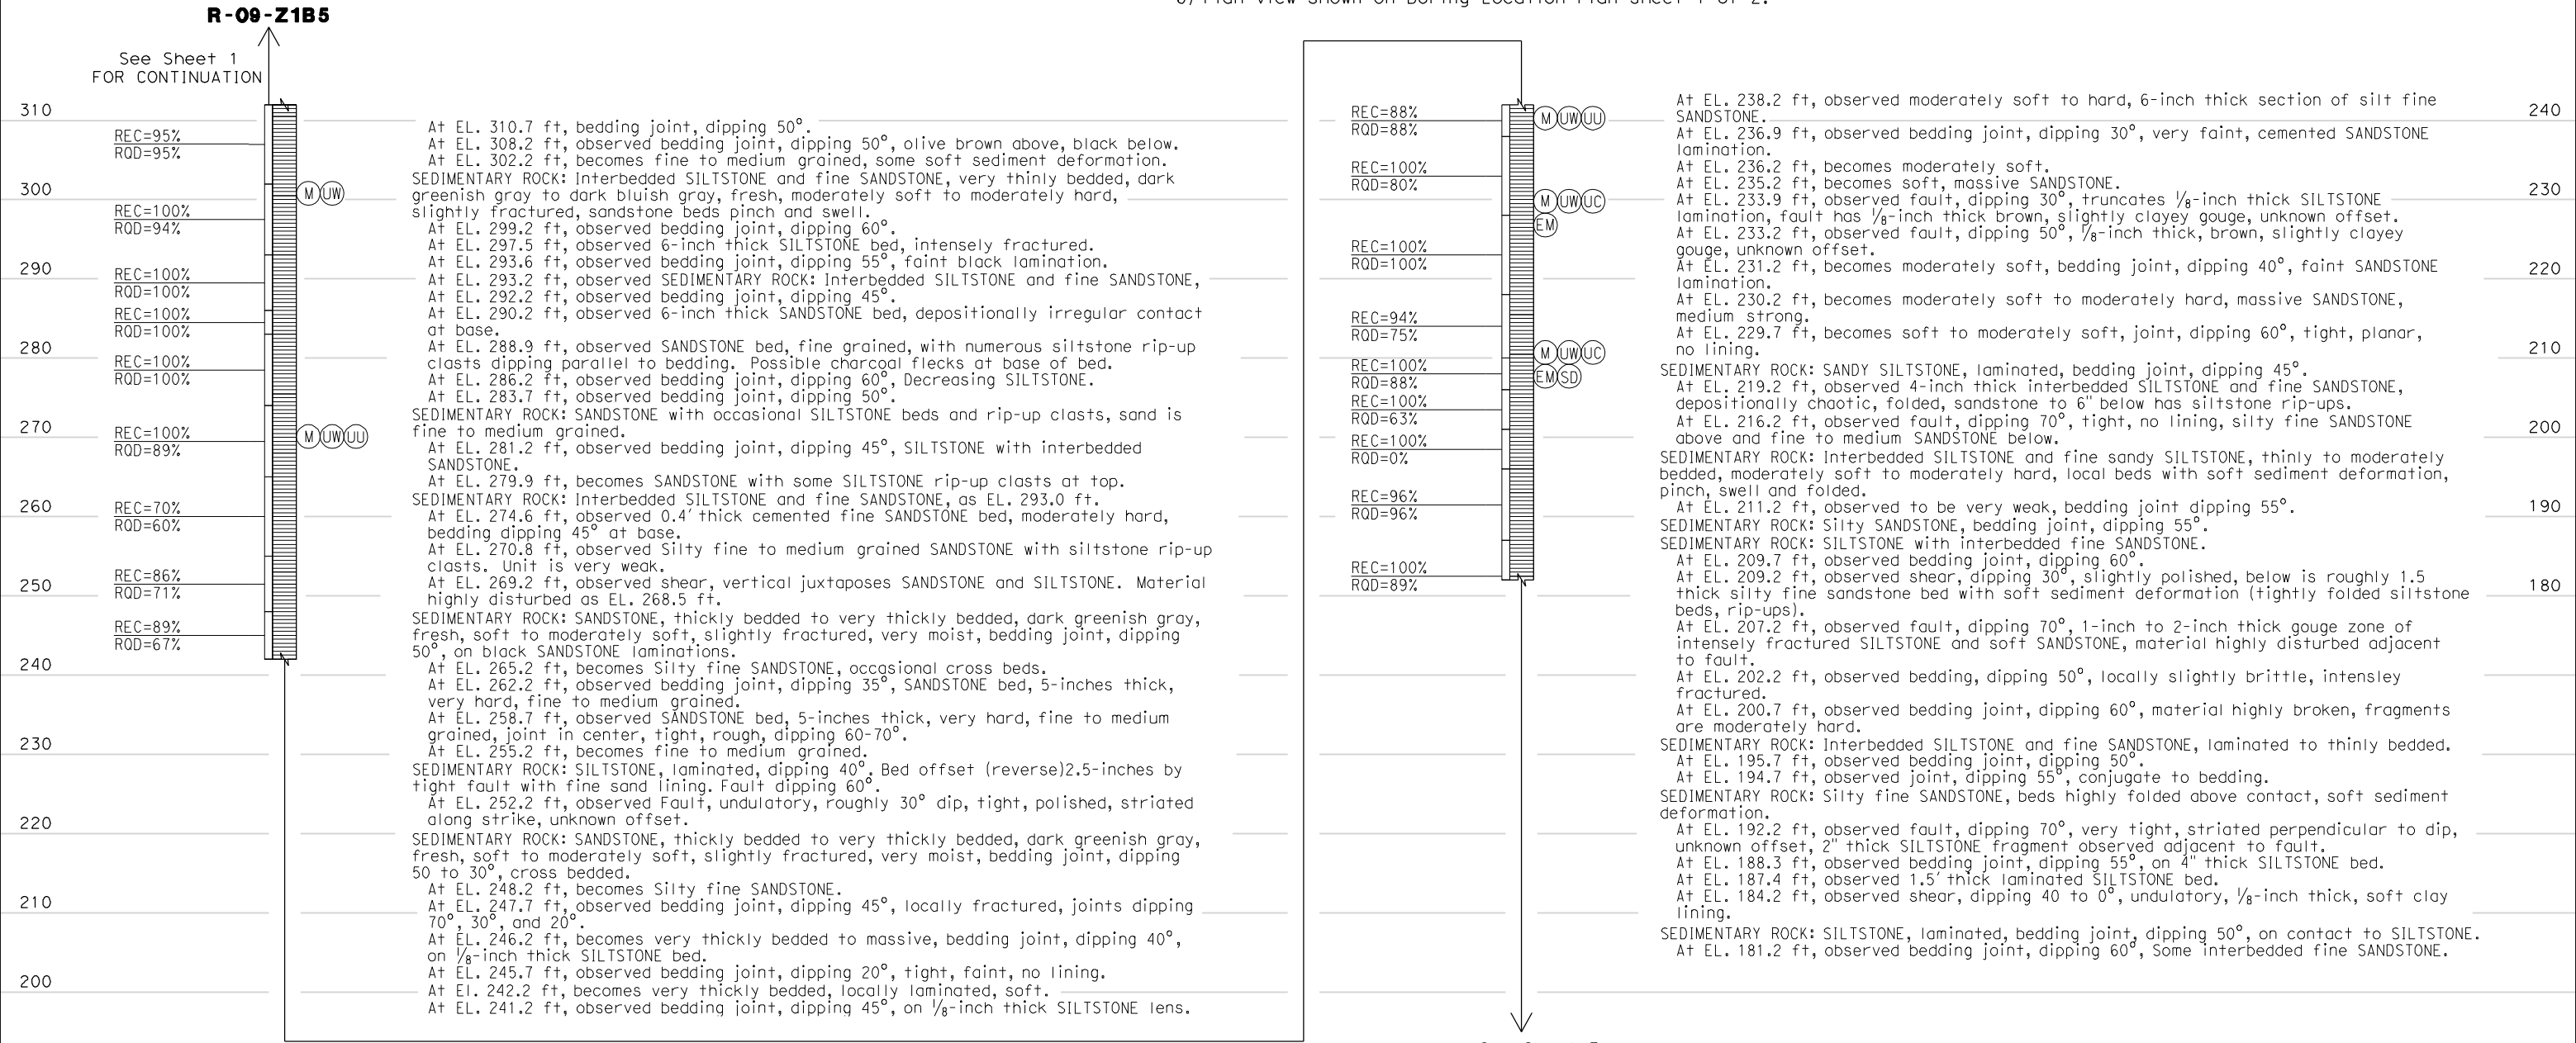 R-09-Z1B5
See Sheet 1
FOR CONTINUATION
310
300
290
280
270
260
250
240
230
220
210
200
REC=95%
RQD=95%
REC=100%
RQD=94%
REC=100%
RQD=100%
REC=100%
RQD=100%
REC=100%
RQD=100%
REC=100%
RQD=89%
REC=70%
RQD=60%
REC=86%
RQD=71%
REC=89%
RQD=67%
M UW
M UW UU
At EL. 310.7 ft, bedding joint, dipping 50°.
At EL. 308.2 ft, observed bedding joint, dipping 50°, olive brown above, black below.
At EL. 302.2 ft, becomes fine to medium grained, some soft sediment deformation.
SEDIMENTARY ROCK: Interbedded SILTSTONE and fine SANDSTONE, very thinly bedded, dark
greenish gray to dark bluish gray, fresh, moderately soft to moderately hard,
slightly fractured, sandstone beds pinch and swell.
At EL. 299.2 ft, observed bedding joint, dipping 60°.
At EL. 297.5 ft, observed 6-inch thick SILTSTONE bed, intensely fractured.
At EL. 293.6 ft, observed bedding joint, dipping 55°, faint black lamination.
At EL. 293.2 ft, observed SEDIMENTARY ROCK: Interbedded SILTSTONE and fine SANDSTONE,
At EL. 292.2 ft, observed bedding joint, dipping 45°.
At EL. 290.2 ft, observed 6-inch thick SANDSTONE bed, depositionally irregular contact
at base.
At EL. 288.9 ft, observed SANDSTONE bed, fine grained, with numerous siltstone rip-up
clasts dipping parallel to bedding. Possible charcoal flecks at base of bed.
At EL. 286.2 ft, observed bedding joint, dipping 60°, Decreasing SILTSTONE.
At EL. 283.7 ft, observed bedding joint, dipping 50°.
SEDIMENTARY ROCK: SANDSTONE with occasional SILTSTONE beds and rip-up clasts, sand is
fine to medium grained.
At EL. 281.2 ft, observed bedding joint, dipping 45°, SILTSTONE with interbedded
SANDSTONE.
At EL. 279.9 ft, becomes SANDSTONE with some SILTSTONE rip-up clasts at top.
SEDIMENTARY ROCK: Interbedded SILTSTONE and fine SANDSTONE, as EL. 293.0 ft.
At EL. 274.6 ft, observed 0.4' thick cemented fine SANDSTONE bed, moderately hard,
bedding dipping 45° at base.
At EL. 270.8 ft, observed Silty fine to medium grained SANDSTONE with siltstone rip-up
clasts. Unit is very weak.
At EL. 269.2 ft, observed shear, vertical juxtaposes SANDSTONE and SILTSTONE. Material
highly disturbed as EL. 268.5 ft.
SEDIMENTARY ROCK: SANDSTONE, thickly bedded to very thickly bedded, dark greenish gray,
fresh, soft to moderately soft, slightly fractured, very moist, bedding joint, dipping
50°, on black SANDSTONE laminations.
At EL. 265.2 ft, becomes Silty fine SANDSTONE, occasional cross beds.
At EL. 262.2 ft, observed bedding joint, dipping 35°, SANDSTONE bed, 5-inches thick,
very hard, fine to medium grained.
At EL. 258.7 ft, observed SANDSTONE bed, 5-inches thick, very hard, fine to medium
grained, joint in center, tight, rough, dipping 60-70°.
At EL. 255.2 ft, becomes fine to medium grained.
SEDIMENTARY ROCK: SILTSTONE, laminated, dipping 40°. Bed offset (reverse)2.5-inches by
tight fault with fine sand lining. Fault dipping 60°.
At EL. 252.2 ft, observed Fault, undulatory, roughly 30° dip, tight, polished, striated
along strike, unknown offset.
SEDIMENTARY ROCK: SANDSTONE, thickly bedded to very thickly bedded, dark greenish gray,
fresh, soft to moderately soft, slightly fractured, very moist, bedding joint, dipping
50 to 30°, cross bedded.
At EL. 248.2 ft, becomes Silty fine SANDSTONE.
At EL. 247.7 ft, observed bedding joint, dipping 45°, locally fractured, joints dipping
70°, 30°, and 20°.
At EL. 246.2 ft, becomes very thickly bedded to massive, bedding joint, dipping 40°,
on 1/8-inch thick SILTSTONE bed.
At EL. 245.7 ft, observed bedding joint, dipping 20°, tight, faint, no lining.
At El. 242.2 ft, becomes very thickly bedded, locally laminated, soft.
At EL. 241.2 ft, observed bedding joint, dipping 45°, on 1/8-inch thick SILTSTONE lens.
REC=88%
RQD=88%
REC=100%
RQD=80%
REC=100%
RQD=100%
REC=94%
RQD=75%
REC=100%
RQD=88%
REC=100%
RQD=63%
REC=100%
RQD=0%
REC=96%
RQD=96%
REC=100%
RQD=89%
M UW UU
M UW UC
EM
M UW UC
EM SD
At EL. 238.2 ft, observed moderately soft to hard, 6-inch thick section of silt fine
SANDSTONE.
At EL. 236.9 ft, observed bedding joint, dipping 30°, very faint, cemented SANDSTONE
lamination.
At EL. 236.2 ft, becomes moderately soft.
At EL. 235.2 ft, becomes soft, massive SANDSTONE.
At EL. 233.9 ft, observed fault, dipping 30°, truncates 1/8-inch thick SILTSTONE
lamination, fault has 1/8-inch thick brown, slightly clayey gouge, unknown offset.
At EL. 233.2 ft, observed fault, dipping 50°, 1/8-inch thick, brown, slightly clayey
gouge, unknown offset.
At EL. 231.2 ft, becomes moderately soft, bedding joint, dipping 40°, faint SANDSTONE
lamination.
At EL. 230.2 ft, becomes moderately soft to moderately hard, massive SANDSTONE,
medium strong.
At EL. 229.7 ft, becomes soft to moderately soft, joint, dipping 60°, tight, planar,
no lining.
SEDIMENTARY ROCK: SANDY SILTSTONE, laminated, bedding joint, dipping 45°.
At EL. 219.2 ft, observed 4-inch thick interbedded SILTSTONE and fine SANDSTONE,
depositionally chaotic, folded, sandstone to 6" below has siltstone rip-ups.
At EL. 216.2 ft, observed fault, dipping 70°, tight, no lining, silty fine SANDSTONE
above and fine to medium SANDSTONE below.
SEDIMENTARY ROCK: Interbedded SILTSTONE and fine sandy SILTSTONE, thinly to moderately
bedded, moderately soft to moderately hard, local beds with soft sediment deformation,
pinch, swell and folded.
At EL. 211.2 ft, observed to be very weak, bedding joint dipping 55°.
SEDIMENTARY ROCK: Silty SANDSTONE, bedding joint, dipping 55°.
SEDIMENTARY ROCK: SILTSTONE with interbedded fine SANDSTONE.
At EL. 209.7 ft, observed bedding joint, dipping 60°.
At EL. 209.2 ft, observed shear, dipping 30°, slightly polished, below is roughly 1.5
thick silty fine sandstone bed with soft sediment deformation (tightly folded siltstone
beds, rip-ups).
At EL. 207.2 ft, observed fault, dipping 70°, 1-inch to 2-inch thick gouge zone of
intensely fractured SILTSTONE and soft SANDSTONE, material highly disturbed adjacent
to fault.
At EL. 202.2 ft, observed bedding, dipping 50°, locally slightly brittle, intensley
fractured.
At EL. 200.7 ft, observed bedding joint, dipping 60°, material highly broken, fragments
are moderately hard.
SEDIMENTARY ROCK: Interbedded SILTSTONE and fine SANDSTONE, laminated to thinly bedded.
At EL. 195.7 ft, observed bedding joint, dipping 50°.
At EL. 194.7 ft, observed joint, dipping 55°, conjugate to bedding.
SEDIMENTARY ROCK: Silty fine SANDSTONE, beds highly folded above contact, soft sediment
deformation.
At EL. 192.2 ft, observed fault, dipping 70°, very tight, striated perpendicular to dip,
unknown offset, 2" thick SILTSTONE fragment observed adjacent to fault.
At EL. 188.3 ft, observed bedding joint, dipping 55°, on 4" thick SILTSTONE bed.
At EL. 187.4 ft, observed 1.5' thick laminated SILTSTONE bed.
At EL. 184.2 ft, observed shear, dipping 40 to 0°, undulatory, 1/8-inch thick, soft clay
lining.
SEDIMENTARY ROCK: SILTSTONE, laminated, bedding joint, dipping 50°, on contact to SILTSTONE.
At EL. 181.2 ft, observed bedding joint, dipping 60°, Some interbedded fine SANDSTONE.
240
230
220
210
200
190
180